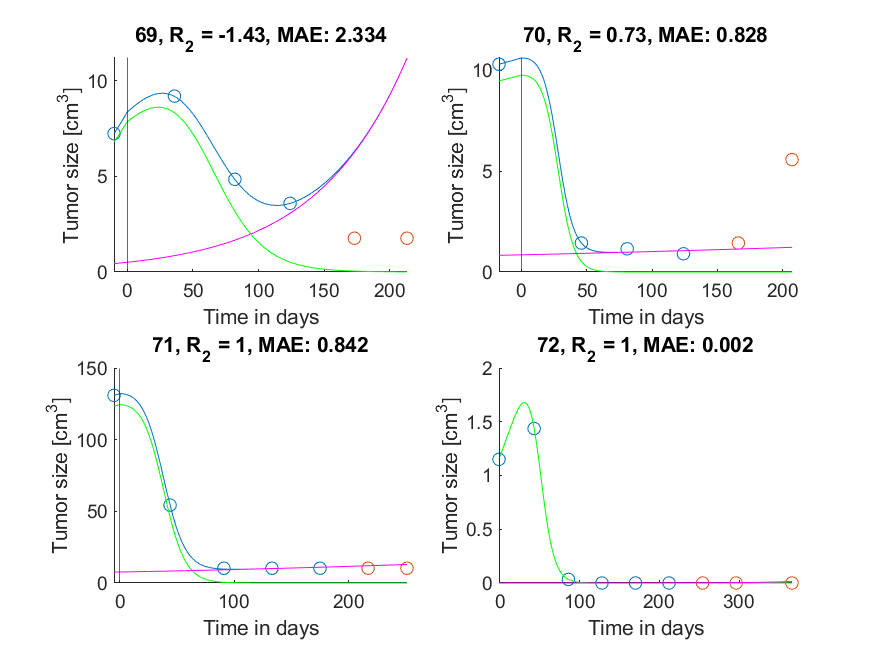 69, R2 = -1.43, MAE: 2.334
70, R2 = 0.73, MAE: 0.828
Tumor size [cm3]
10
5
0
0 50 100 150 200
Time in days
Tumor size [cm3]
10
5
0
0 50 100 150 200
Time in days
71, R2 = 1, MAE: 0.842
72, R2 = 1, MAE: 0.002
Tumor size [cm3]
150
100
50
0
0 100 200
Time in days
Tumor size [cm3]
2
1.5
1
0.5
0
0 100 200 300
Time in days